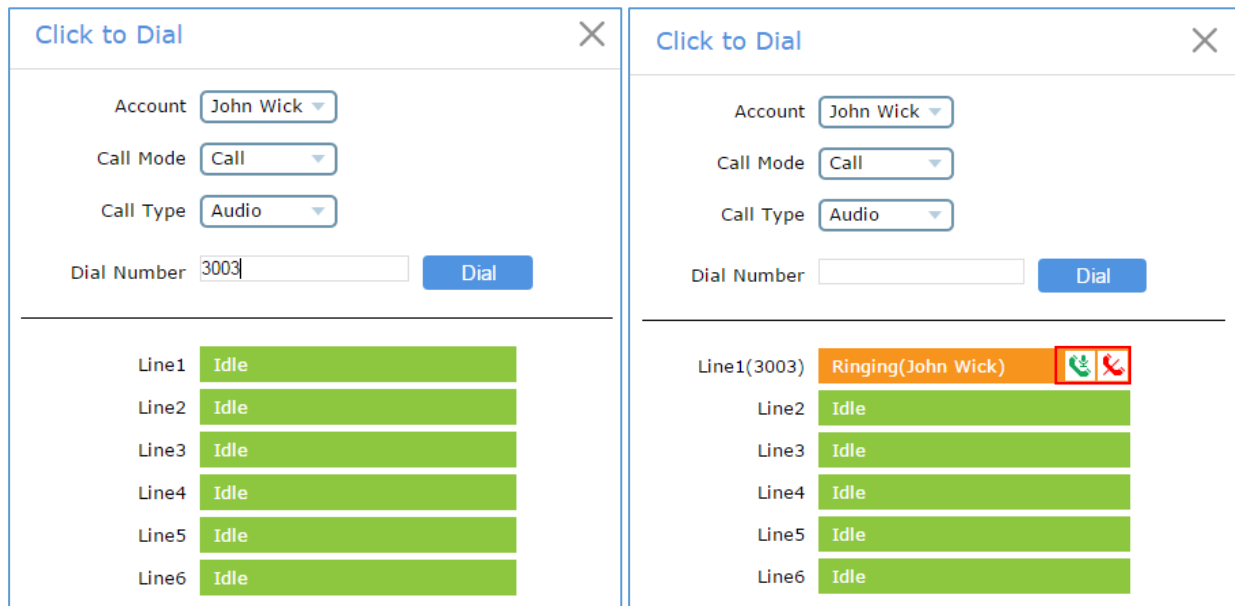 Click to Dial
Account John Wick
Call Mode Call
Call Type Audio
Dial Number 3003 Dial
Line1 Idle
Line2 Idle
Line3 Idle
Line4 Idle
Line5 Idle
Line6 Idle
Click to Dial
Account John Wick
Call Mode Call
Call Type Audio
Dial Number Dial
Line1(3003) Ringing(John Wick)
Line2 Idle
Line3 Idle
Line4 Idle
Line5 Idle
Line6 Idle